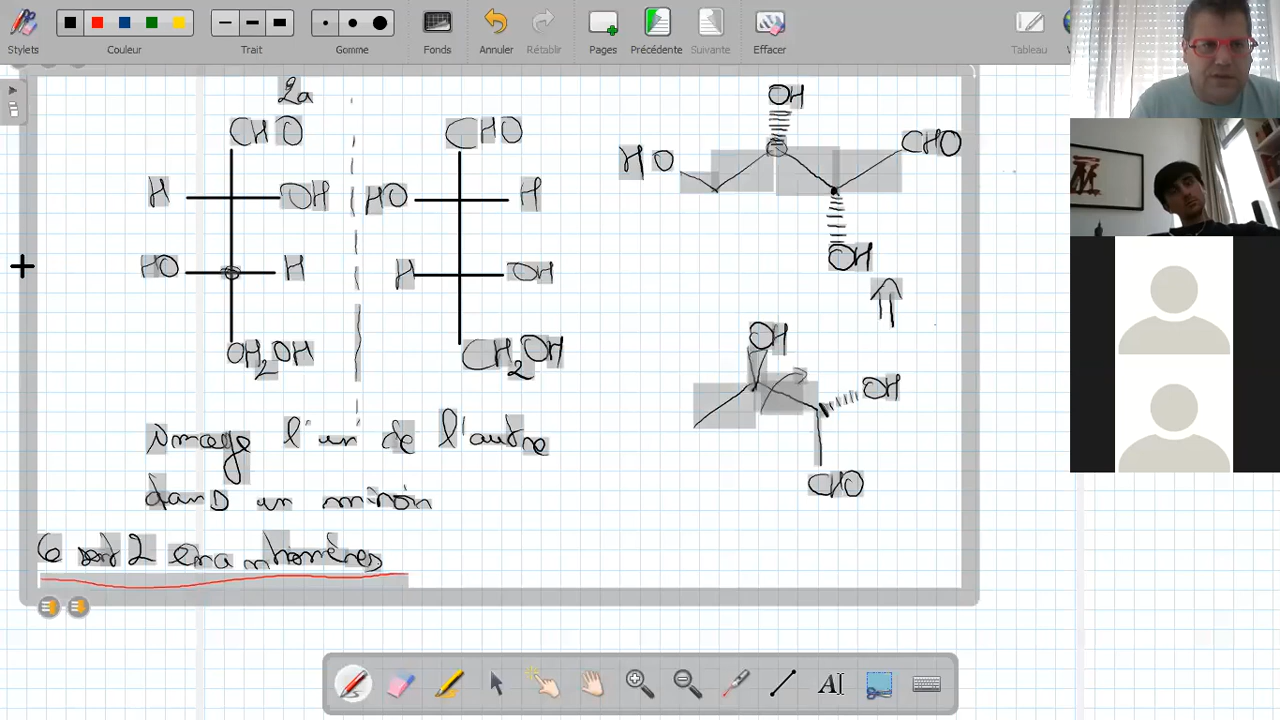 Stylets Couleur Trait Gomme Fonds Annuler Rétablir Pages Précédente Suivante Effacer Tableau
2a
CHO CHO
H OH HO H
HO H H OH
CH2OH CH2OH
OH
HO CHO
OH
OH
OH
CHO
Image l'un de l'autre
dans un miroir
6 sont 2 enantiomères
AI